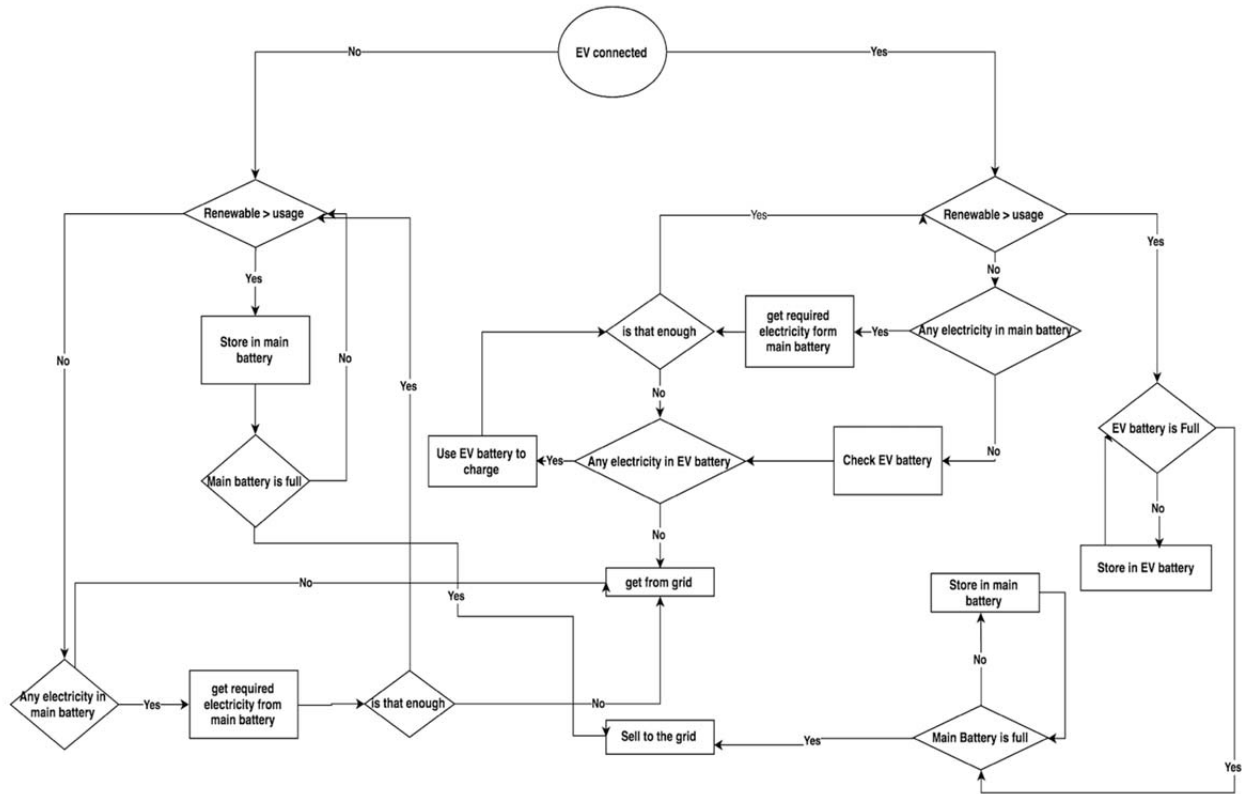 EV connected
No
Yes
Renewable > usage
Renewable > usage
Yes
Yes
No
Yes
Store in main
battery
No
No
Yes
is that enough
get required
electricity form
main battery
Yes
Any electricity in main battery
No
EV battery is Full
Main battery is full
Use EV battery to
charge
Yes
Any electricity in EV battery
Check EV battery
No
No
No
Store in EV battery
No
get from grid
Yes
Store in main
battery
No
Any electricity in
main battery
Yes
get required
electricity from
main battery
is that enough
No
Sell to the grid
Yes
Main Battery is full
Yes